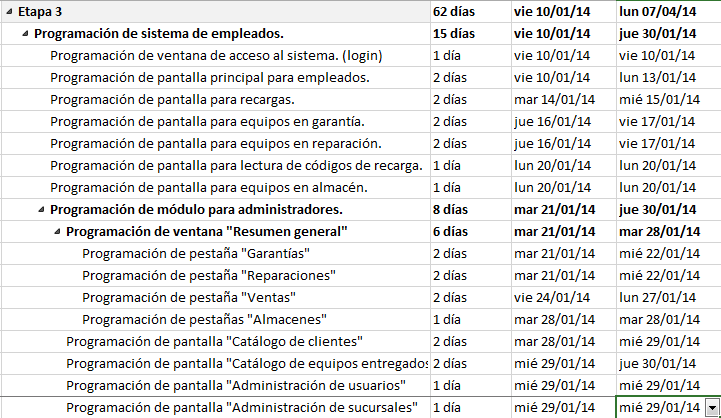 Etapa 3 62 días vie 10/01/14 lun 07/04/14
Programación de sistema de empleados. 15 días vie 10/01/14 jue 30/01/14
Programación de ventana de acceso al sistema. (login) 1 día vie 10/01/14 vie 10/01/14
Programación de pantalla principal para empleados. 2 días vie 10/01/14 lun 13/01/14
Programación de pantalla para recargas. 2 días mar 14/01/14 mié 15/01/14
Programación de pantalla para equipos en garantía. 2 días jue 16/01/14 vie 17/01/14
Programación de pantalla para equipos en reparación. 2 días jue 16/01/14 vie 17/01/14
Programación de pantalla para lectura de códigos de recarga. 1 día lun 20/01/14 lun 20/01/14
Programación de pantalla para equipos en almacén. 1 día lun 20/01/14 lun 20/01/14
Programación de módulo para administradores. 8 días mar 21/01/14 jue 30/01/14
Programación de ventana "Resumen general" 6 días mar 21/01/14 mar 28/01/14
Programación de pestaña "Garantías" 2 días mar 21/01/14 mié 22/01/14
Programación de pestaña "Reparaciones" 2 días mar 21/01/14 mié 22/01/14
Programación de pestaña "Ventas" 2 días vie 24/01/14 lun 27/01/14
Programación de pestañas "Almacenes" 1 día mar 28/01/14 mar 28/01/14
Programación de pantalla "Catálogo de clientes" 2 días mar 28/01/14 mié 29/01/14
Programación de pantalla "Catálogo de equipos entregados 2 días mié 29/01/14 jue 30/01/14
Programación de pantalla "Administración de usuarios" 1 día mié 29/01/14 mié 29/01/14
Programación de pantalla "Administración de sucursales" 1 día mié 29/01/14 mié 29/01/14